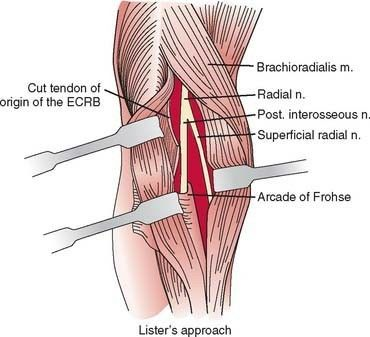 Brachioradialis m.
Cut tendon of
origin of the ECRB
Radial n.
Post. interosseous n.
Superficial radial n.
Arcade of Frohse
Lister's approach